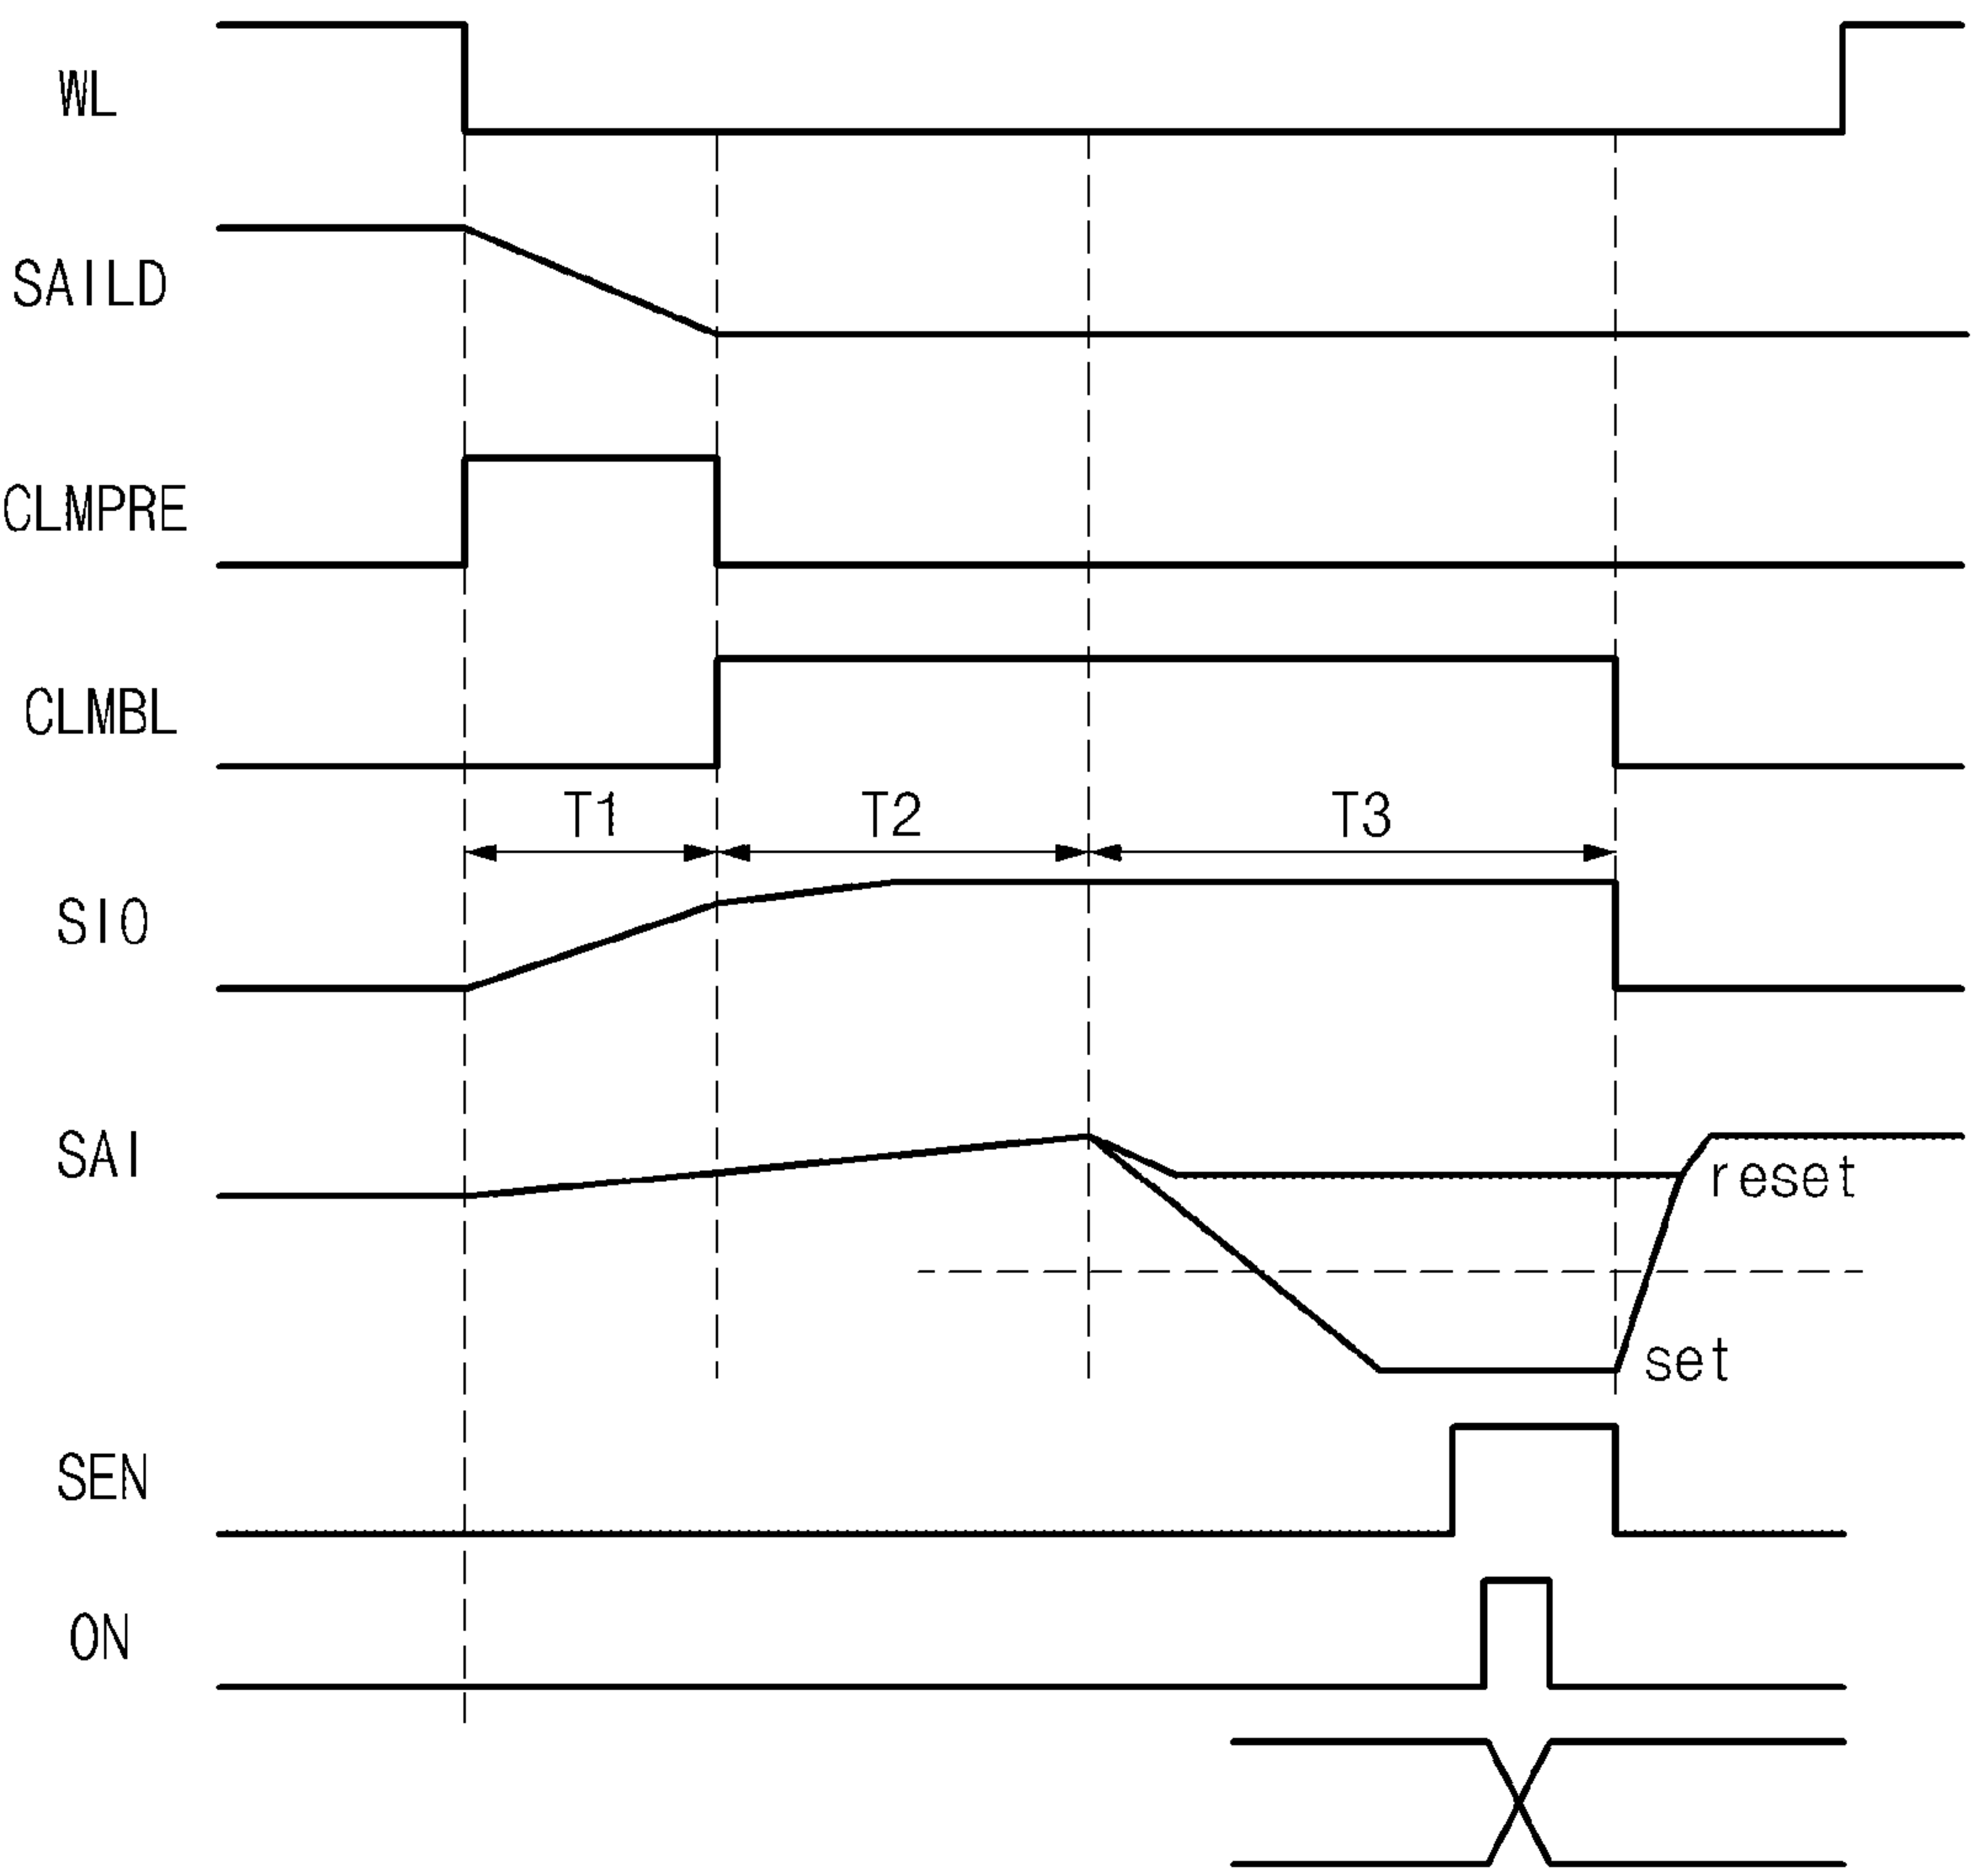 WL
SAILD
CLMPRE
CLMBL
T1 T2 T3
SIO
SAI
reset
set
SEN
ON